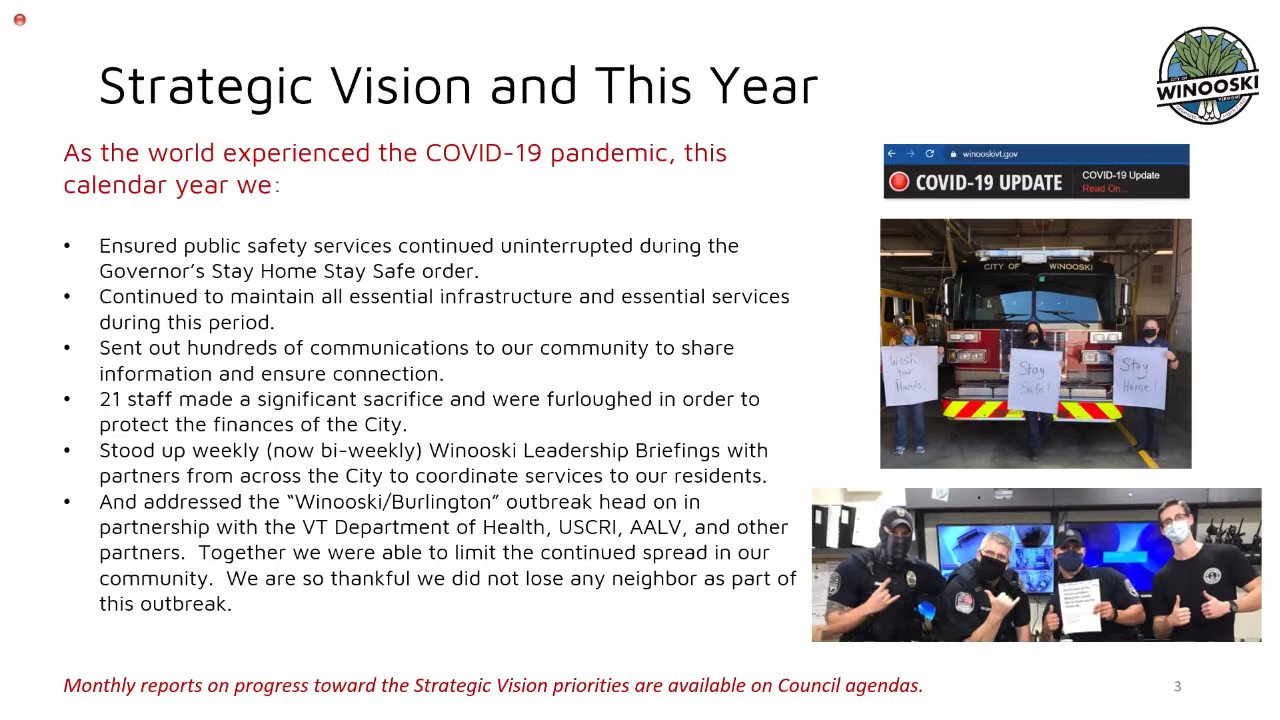 Strategic Vision and This Year
CITY OF
WINOOSKI
As the world experienced the COVID-19 pandemic, this
calendar year we:
winooskivt.gov
COVID-19 UPDATE
COVID-19 Update
Read On...
• Ensured public safety services continued uninterrupted during the
Governor's Stay Home Stay Safe order.
• Continued to maintain all essential infrastructure and essential services
during this period.
• Sent out hundreds of communications to our community to share
information and ensure connection.
• 21 staff made a significant sacrifice and were furloughed in order to
protect the finances of the City.
• Stood up weekly (now bi-weekly) Winooski Leadership Briefings with
partners from across the City to coordinate services to our residents.
• And addressed the “Winooski/Burlington” outbreak head on in
partnership with the VT Department of Health, USCRI, AALV, and other
partners.  Together we were able to limit the continued spread in our
community.  We are so thankful we did not lose any neighbor as part of
this outbreak.
CITY OF WINOOSKI
Wash
Your
Hands!
Stay
Safe!
Stay
Home!
Monthly reports on progress toward the Strategic Vision priorities are available on Council agendas.
3